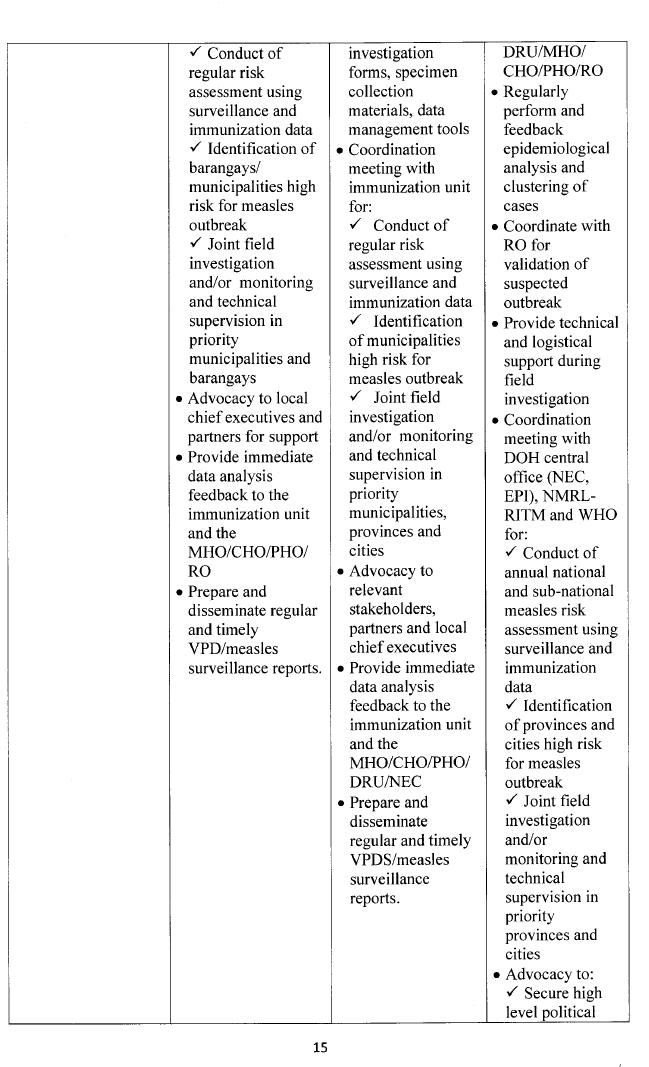 ✓ Conduct of
regular risk
assessment using
surveillance and
immunization data
✓ Identification of
barangays/
municipalities high
risk for measles
outbreak
✓ Joint field
investigation
and/or monitoring
and technical
supervision in
priority
municipalities and
barangays
• Advocacy to local
chief executives and
partners for support
• Provide immediate
data analysis
feedback to the
immunization unit
and the
MHO/CHO/PHO/
RO
• Prepare and
disseminate regular
and timely
VPD/measles
surveillance reports.
investigation
forms, specimen
collection
materials, data
management tools
• Coordination
meeting with
immunization unit
for:
✓ Conduct of
regular risk
assessment using
surveillance and
immunization data
✓ Identification
of municipalities
high risk for
measles outbreak
✓ Joint field
investigation
and/or monitoring
and technical
supervision in
priority
municipalities,
provinces and
cities
• Advocacy to
relevant
stakeholders,
partners and local
chief executives
• Provide immediate
data analysis
feedback to the
immunization unit
and the
MHO/CHO/PHO/
DRU/NEC
• Prepare and
disseminate
regular and timely
VPDS/measles
surveillance
reports.
DRU/MHO/
CHO/PHO/RO
• Regularly
perform and
feedback
epidemiological
analysis and
clustering of
cases
• Coordinate with
RO for
validation of
suspected
outbreak
• Provide technical
and logistical
support during
field
investigation
• Coordination
meeting with
DOH central
office (NEC,
EPI), NMRL-
RITM and WHO
for:
✓ Conduct of
annual national
and sub-national
measles risk
assessment using
surveillance and
immunization
data
✓ Identification
of provinces and
cities high risk
for measles
outbreak
✓ Joint field
investigation
and/or
monitoring and
technical
supervision in
priority
provinces and
cities
• Advocacy to:
✓ Secure high
level political
15